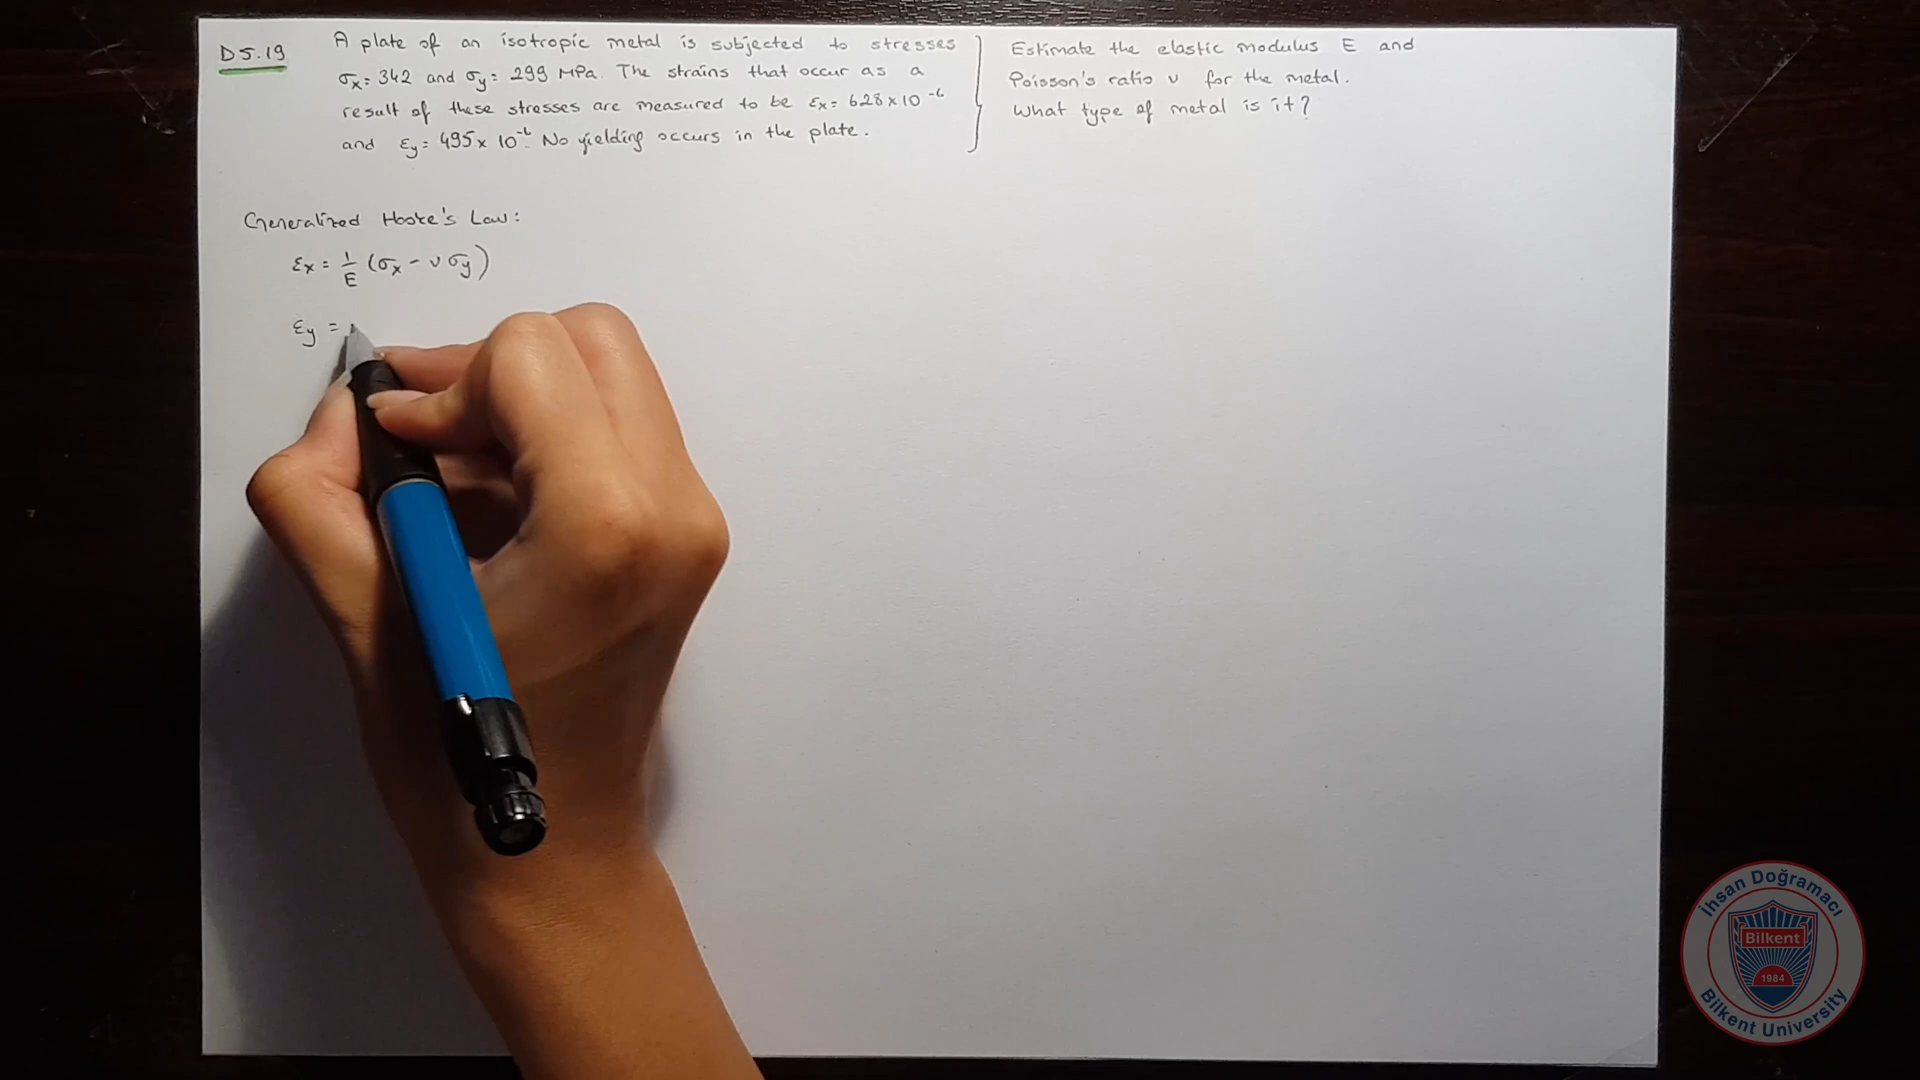 D5.19
A plate of an isotropic metal is subjected to stresses
σx = 342 and σy = 299 MPa. The strains that occur as a
result of these stresses are measured to be εx = 628 x 10⁻⁶
and εy = 495 x 10⁻⁶. No yielding occurs in the plate.
Estimate the elastic modulus E and
Poisson's ratio ν for the metal.
What type of metal is it?
Generalized Hooke's Law:
εx = 1/E (σx - ν σy)
εy =
İhsan Doğramacı
Bilkent
1984
Bilkent University